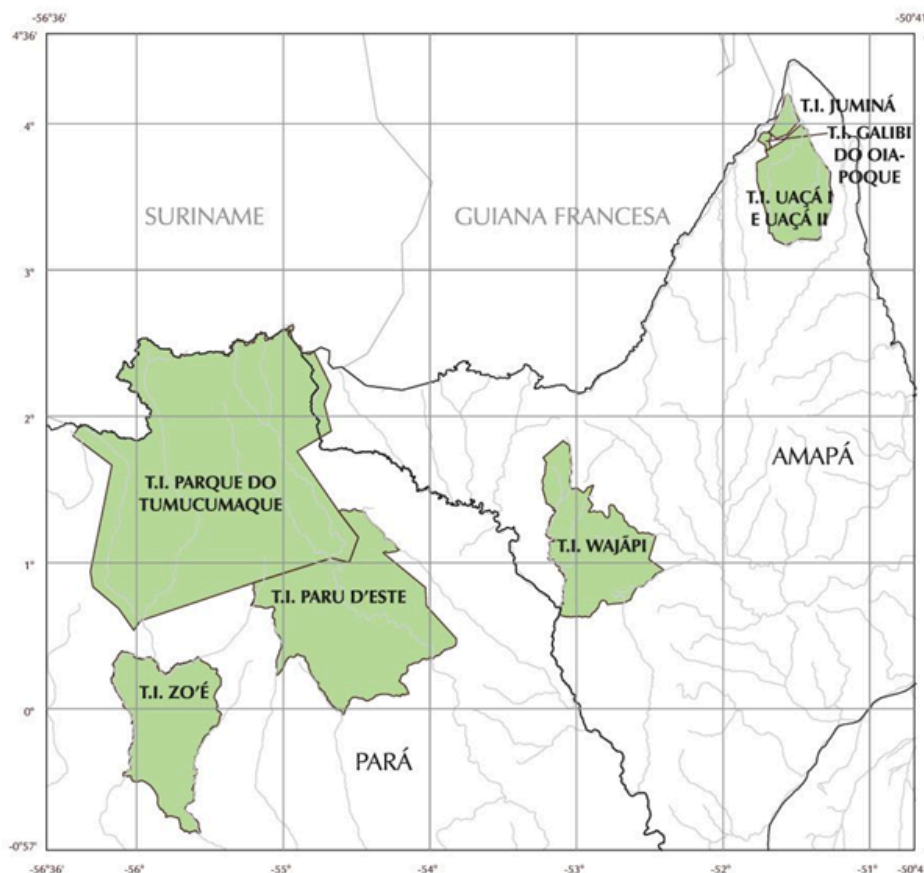 -56°36'
-50°41
4°36'
4°
T.I. JUMINÁ
T.I. GALIBI
DO OIA-
POQUE
T.I. UAÇÁ I
E UAÇÁ II
SURINAME
GUIANA FRANCESA
3°
2°
AMAPÁ
T.I. PARQUE DO
TUMUCUMAQUE
T.I. WAJÃPI
1°
T.I. PARU D'ESTE
T.I. ZO'É
0°
PARÁ
-0°57'
-56°36'
-56°
-55°
-54°
-53°
-52°
-51°
-50°4